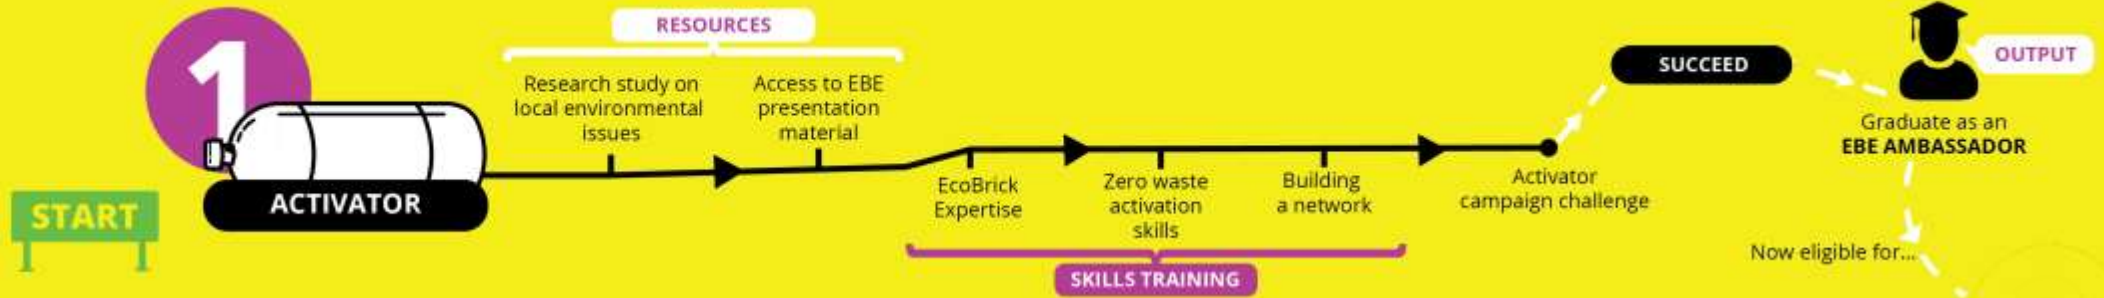 1
START
ACTIVATOR
RESOURCES
Research study on
local environmental
issues
Access to EBE
presentation
material
EcoBrick
Expertise
Zero waste
activation
skills
Building
a network
SKILLS TRAINING
Activator
campaign challenge
SUCCEED
OUTPUT
Graduate as an
EBE AMBASSADOR
Now eligible for...